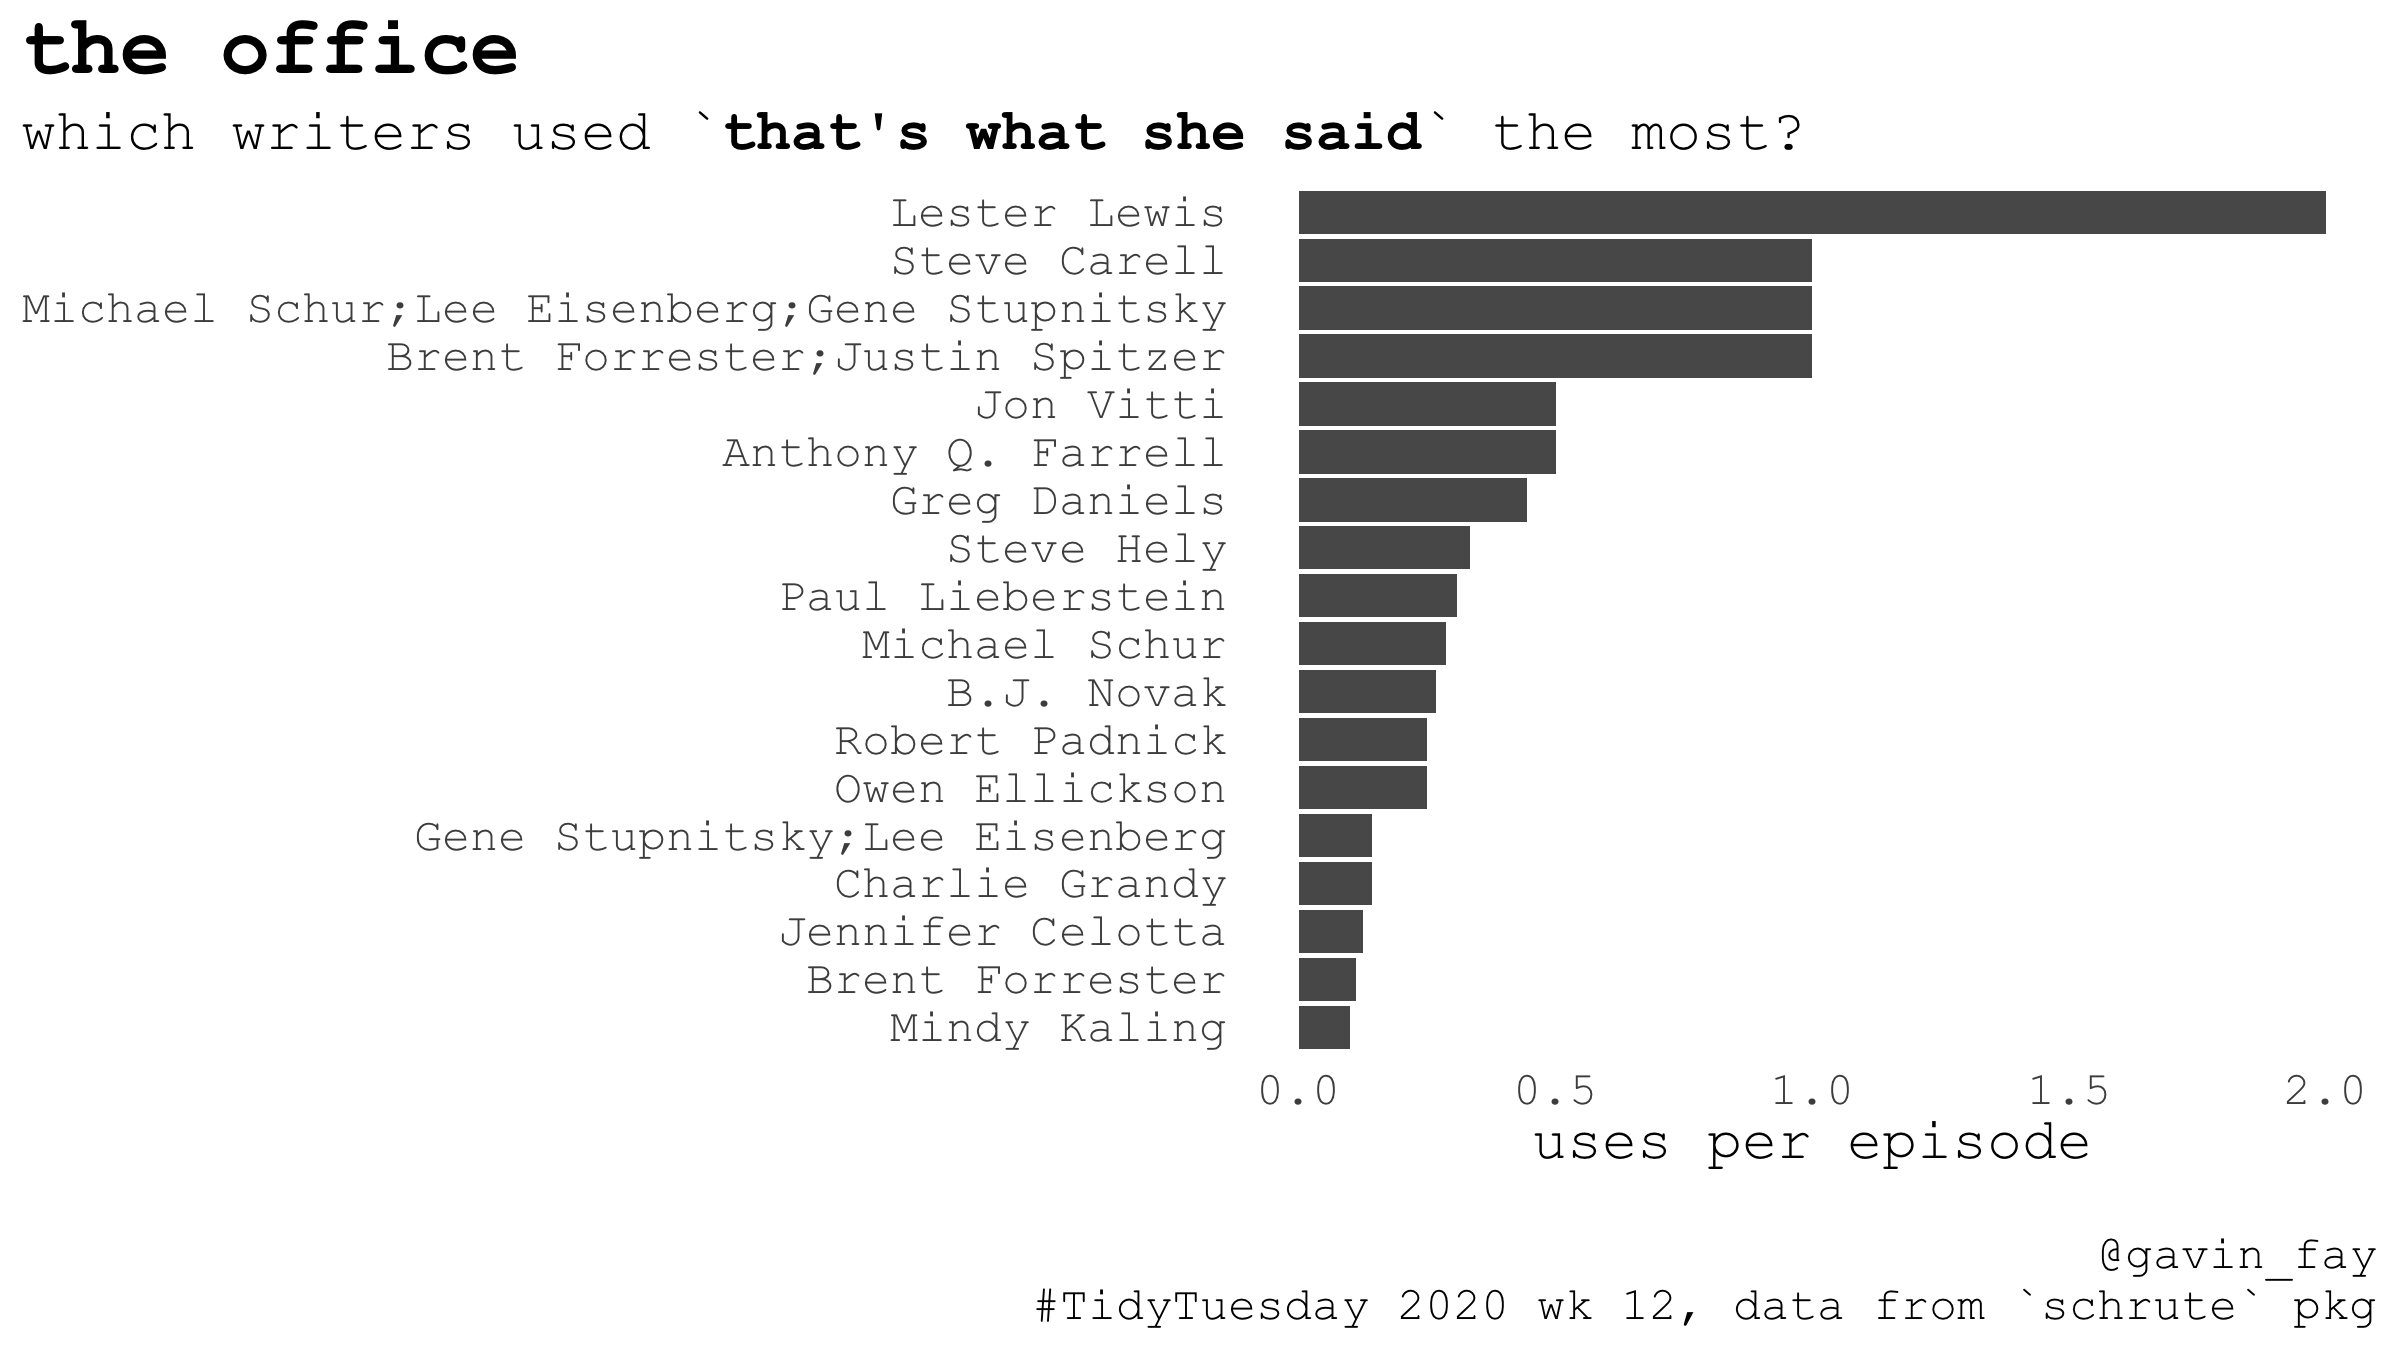 the office
which writers used `that's what she said` the most?
Lester Lewis
Steve Carell
Michael Schur;Lee Eisenberg;Gene Stupnitsky
Brent Forrester;Justin Spitzer
Jon Vitti
Anthony Q. Farrell
Greg Daniels
Steve Hely
Paul Lieberstein
Michael Schur
B.J. Novak
Robert Padnick
Owen Ellickson
Gene Stupnitsky;Lee Eisenberg
Charlie Grandy
Jennifer Celotta
Brent Forrester
Mindy Kaling
0.0 0.5 1.0 1.5 2.0
uses per episode
@gavin_fay
#TidyTuesday 2020 wk 12, data from `schrute` pkg